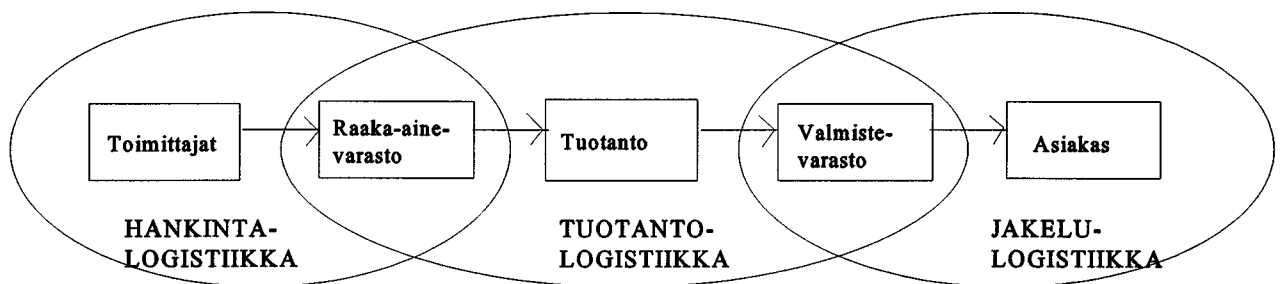 Toimittajat
Raaka-aine-
varasto
Tuotanto
Valmiste-
varasto
Asiakas
HANKINTA-
LOGISTIIKKA
TUOTANTO-
LOGISTIIKKA
JAKELU-
LOGISTIIKKA